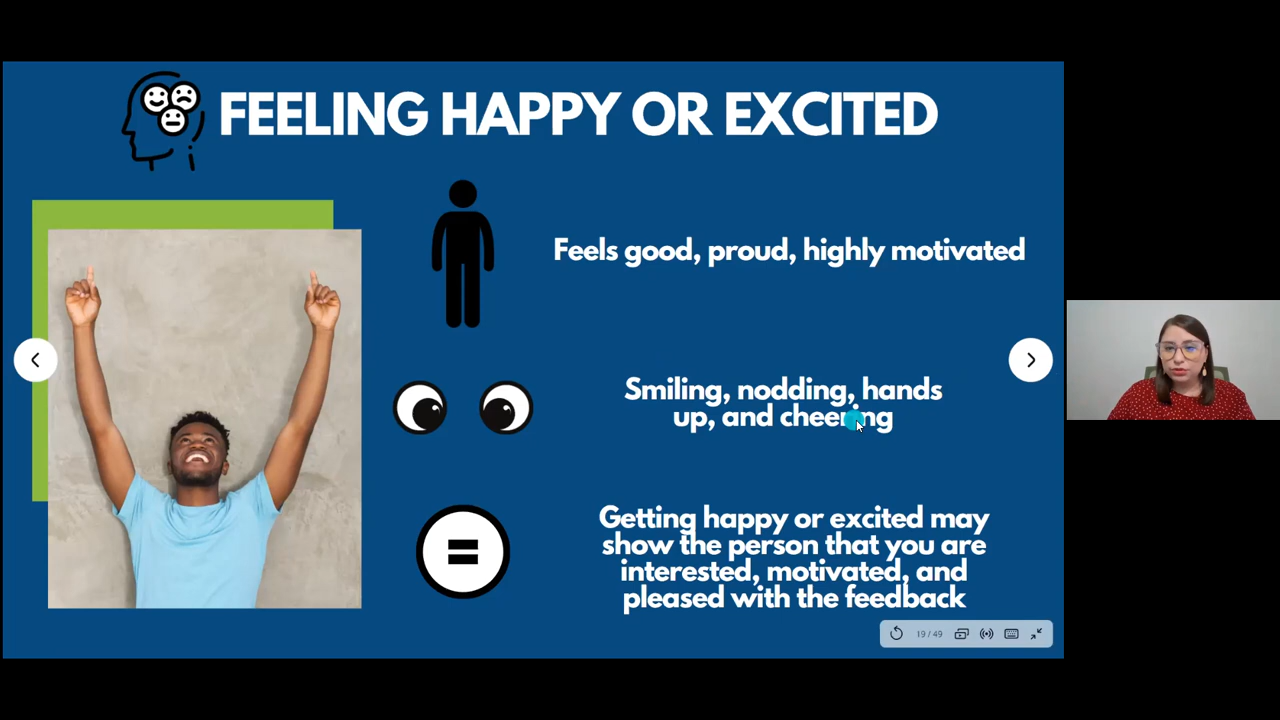 FEELING HAPPY OR EXCITED
Feels good, proud, highly motivated
Smiling, nodding, hands
up, and cheering
Getting happy or excited may
show the person that you are
interested, motivated, and
pleased with the feedback
19 / 49